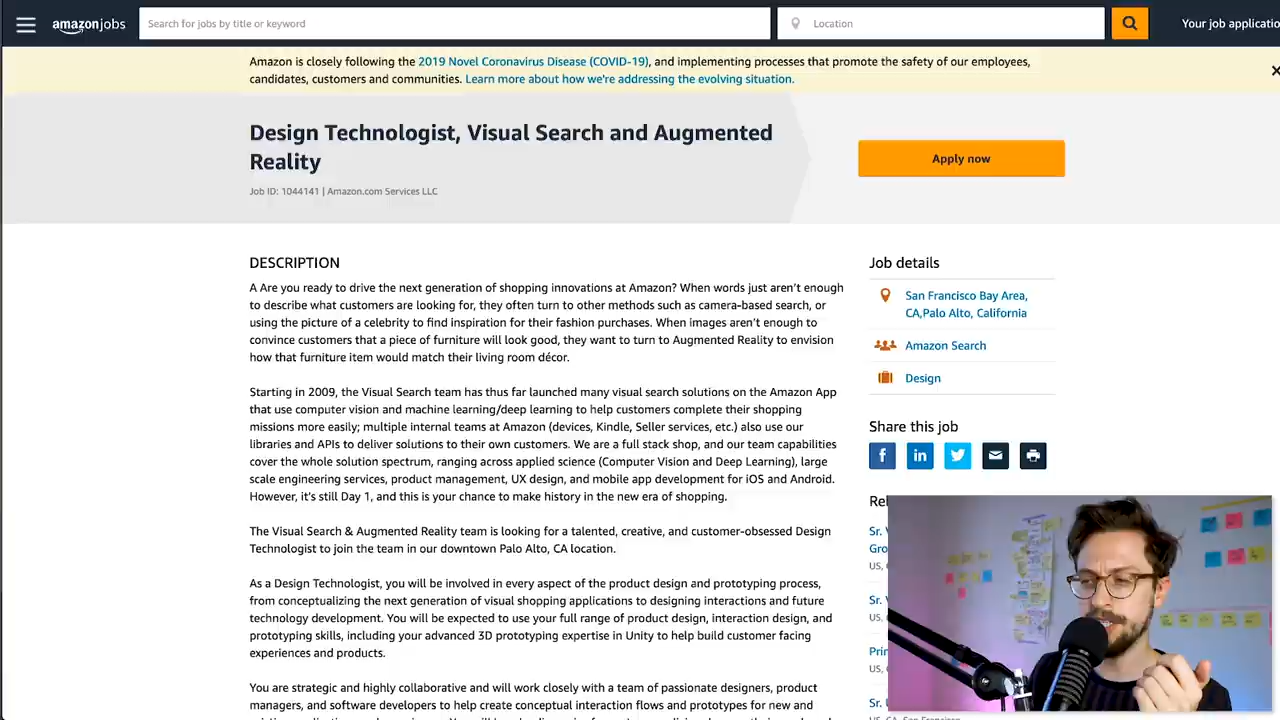 amazonjobs
Search for jobs by title or keyword
Location
Your job applicatio
Amazon is closely following the 2019 Novel Coronavirus Disease (COVID-19), and implementing processes that promote the safety of our employees,
candidates, customers and communities. Learn more about how we're addressing the evolving situation.
Design Technologist, Visual Search and Augmented
Reality
Job ID: 1044141 | Amazon.com Services LLC
Apply now
DESCRIPTION
A Are you ready to drive the next generation of shopping innovations at Amazon? When words just aren't enough
to describe what customers are looking for, they often turn to other methods such as camera-based search, or
using the picture of a celebrity to find inspiration for their fashion purchases. When images aren't enough to
convince customers that a piece of furniture will look good, they want to turn to Augmented Reality to envision
how that furniture item would match their living room décor.
Starting in 2009, the Visual Search team has thus far launched many visual search solutions on the Amazon App
that use computer vision and machine learning/deep learning to help customers complete their shopping
missions more easily; multiple internal teams at Amazon (devices, Kindle, Seller services, etc.) also use our
libraries and APIs to deliver solutions to their own customers. We are a full stack shop, and our team capabilities
cover the whole solution spectrum, ranging across applied science (Computer Vision and Deep Learning), large
scale engineering services, product management, UX design, and mobile app development for iOS and Android.
However, it's still Day 1, and this is your chance to make history in the new era of shopping.
The Visual Search & Augmented Reality team is looking for a talented, creative, and customer-obsessed Design
Technologist to join the team in our downtown Palo Alto, CA location.
As a Design Technologist, you will be involved in every aspect of the product design and prototyping process,
from conceptualizing the next generation of visual shopping applications to designing interactions and future
technology development. You will be expected to use your full range of product design, interaction design, and
prototyping skills, including your advanced 3D prototyping expertise in Unity to help build customer facing
experiences and products.
You are strategic and highly collaborative and will work closely with a team of passionate designers, product
managers, and software developers to help create conceptual interaction flows and prototypes for new and
Job details
San Francisco Bay Area,
CA,Palo Alto, California
Amazon Search
Design
Share this job
Rel
Sr. V
Gro
US,
Sr. V
US,
Prin
US,
Sr. U
US, CA, San Francisco